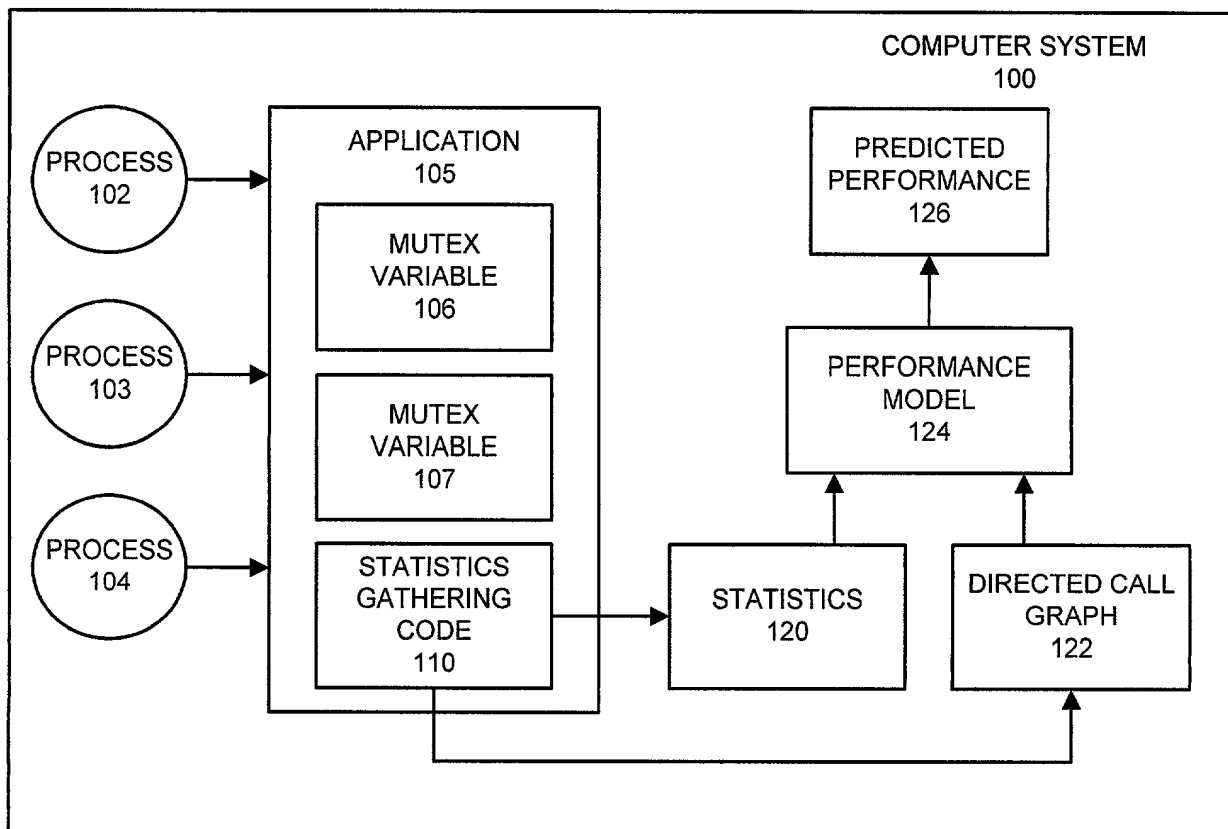 COMPUTER SYSTEM
100
PROCESS
102
PROCESS
103
PROCESS
104
APPLICATION
105
MUTEX
VARIABLE
106
MUTEX
VARIABLE
107
STATISTICS
GATHERING
CODE
110
STATISTICS
120
DIRECTED CALL
GRAPH
122
PERFORMANCE
MODEL
124
PREDICTED
PERFORMANCE
126